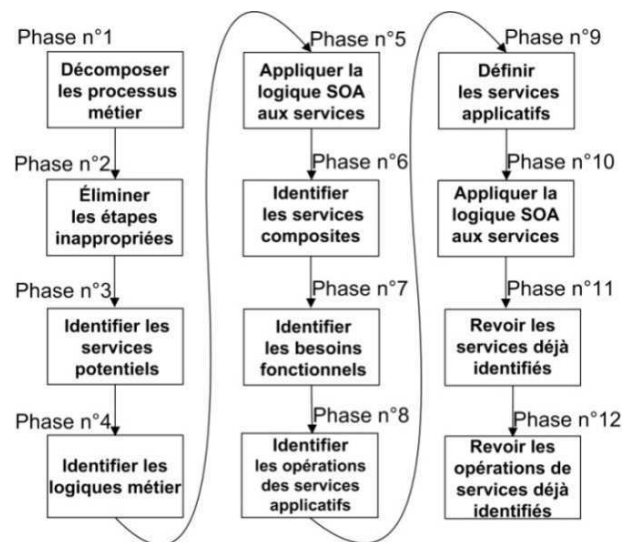 Phase n°1
Décomposer
les processus
métier
Phase n°2
Éliminer
les étapes
inappropriées
Phase n°3
Identifier les
services
potentiels
Phase n°4
Identifier les
logiques métier
Phase n°5
Appliquer la
logique SOA
aux services
Phase n°6
Identifier
les services
composites
Phase n°7
Identifier
les besoins
fonctionnels
Phase n°8
Identifier
les opérations
des services
applicatifs
Phase n°9
Définir
les services
applicatifs
Phase n°10
Appliquer la
logique SOA
aux services
Phase n°11
Revoir les
services déjà
identifiés
Phase n°12
Revoir les
opérations de
services déjà
identifiés